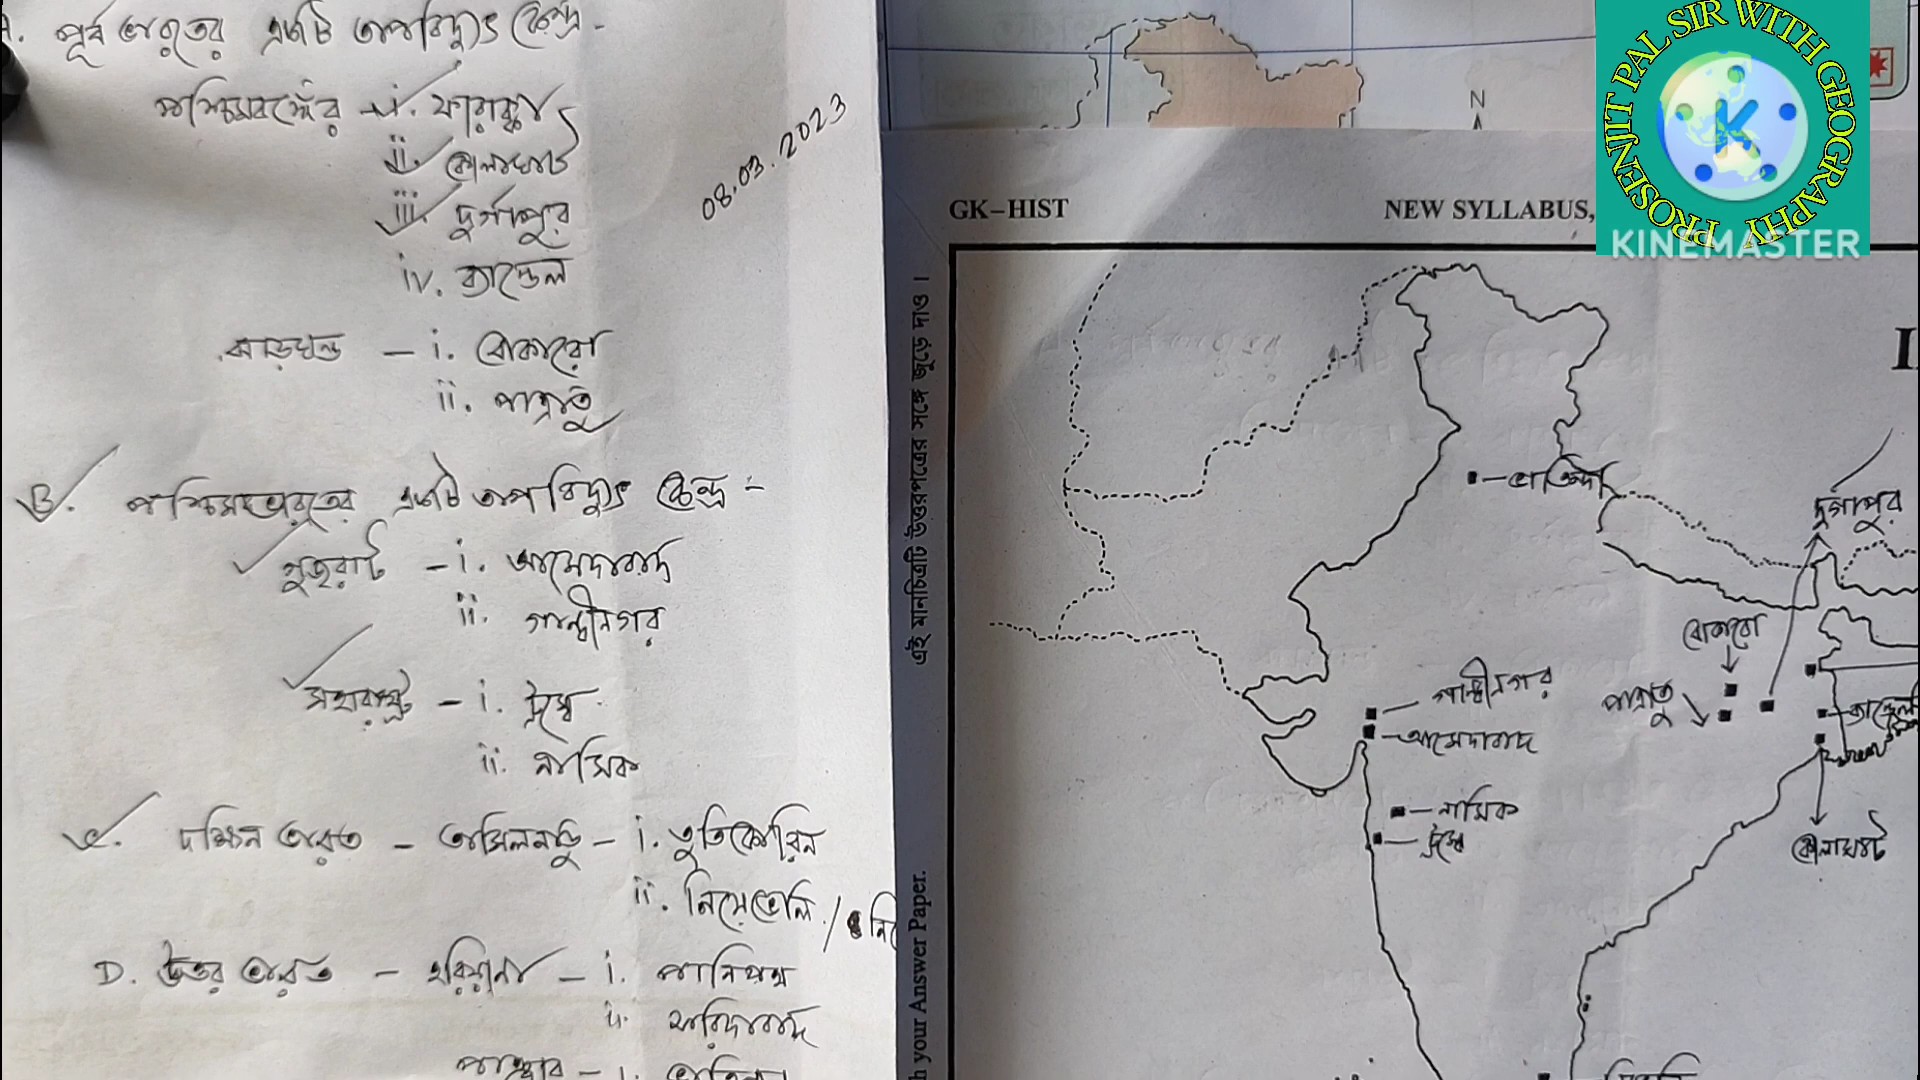 A. পূর্ব ভারতের একটি তাপবিদ্যুৎ কেন্দ্র -
পশ্চিমবঙ্গের - i. ফারাক্কা
ii. কোলাঘাট
iii. দুর্গাপুর
iv. ব্যান্ডেল
08.03.2023
ঝাড়খন্ড - i. বোকারো
ii. পাত্রাতু
B. পশ্চিমভারতের একটি তাপবিদ্যুৎ কেন্দ্র -
গুজরাট - i. আমেদাবাদ
ii. গান্ধীনগর
মহারাষ্ট্র - i. ট্রম্বে
ii. নাসিক
C. দক্ষিন ভারত - তামিলনাডু - i. তুতিকোরিন
ii. নিয়েভেলি /
D. উত্তর ভারত - হরিয়ানা - i. পানিপথ
ii. ফরিদাবাদ
পাঞ্জাব - i. ভাতিন্দা
N
GK–HIST
NEW SYLLABUS,
এই মানচিত্রটি উত্তরপত্রের সঙ্গে জুড়ে দাও ।
h your Answer Paper.
ভাতিন্দা
দুর্গাপুর
বোকারো
পাত্রাতু
ব্যান্ডেল
গান্ধীনগর
আমেদাবাদ
নাসিক
ট্রম্বে
কোলাঘাট
PROSENJIT PAL SIR WITH GEOGRAPHY
K
KINEMASTER